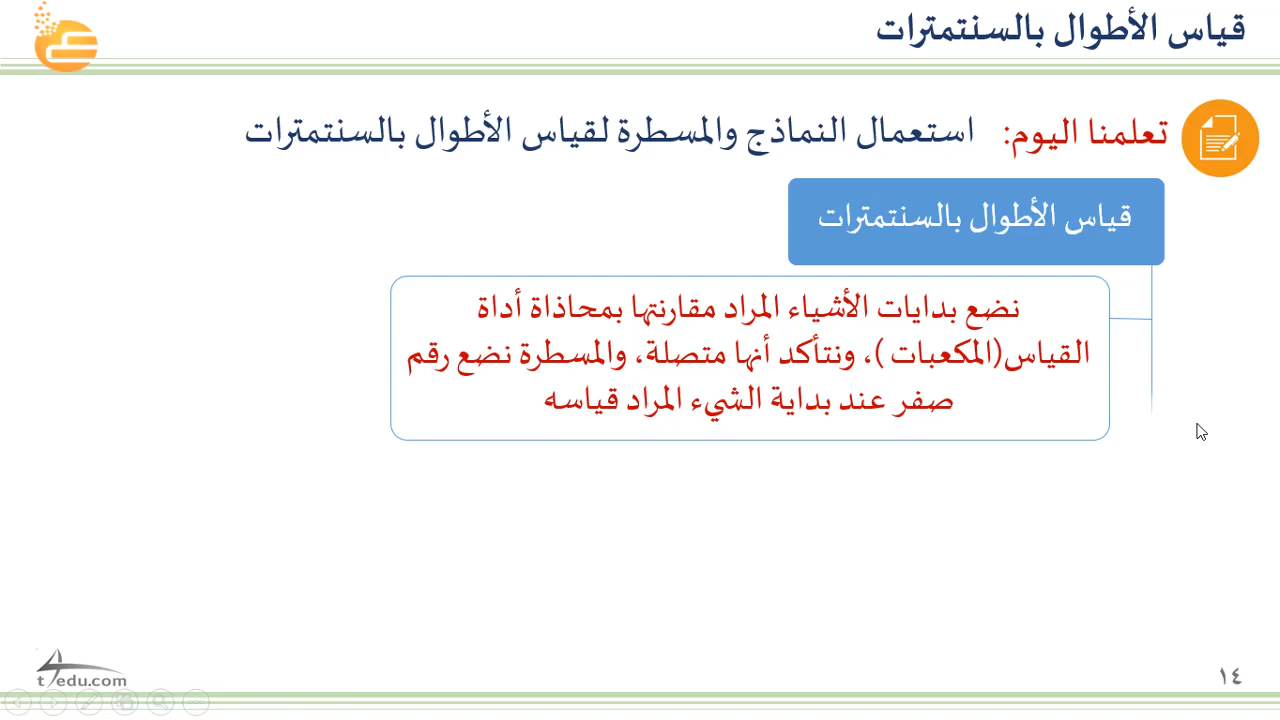 قياس الأطوال بالسنتمترات
تعلمنا اليوم: استعمال النماذج والمسطرة لقياس الأطوال بالسنتمترات
قياس الأطوال بالسنتمترات
نضع بدايات الأشياء المراد مقارنتها بمحاذاة أداة
القياس(المكعبات )، ونتأكد أنها متصلة، والمسطرة نضع رقم
صفر عند بداية الشيء المراد قياسه
t4edu.com
١٤